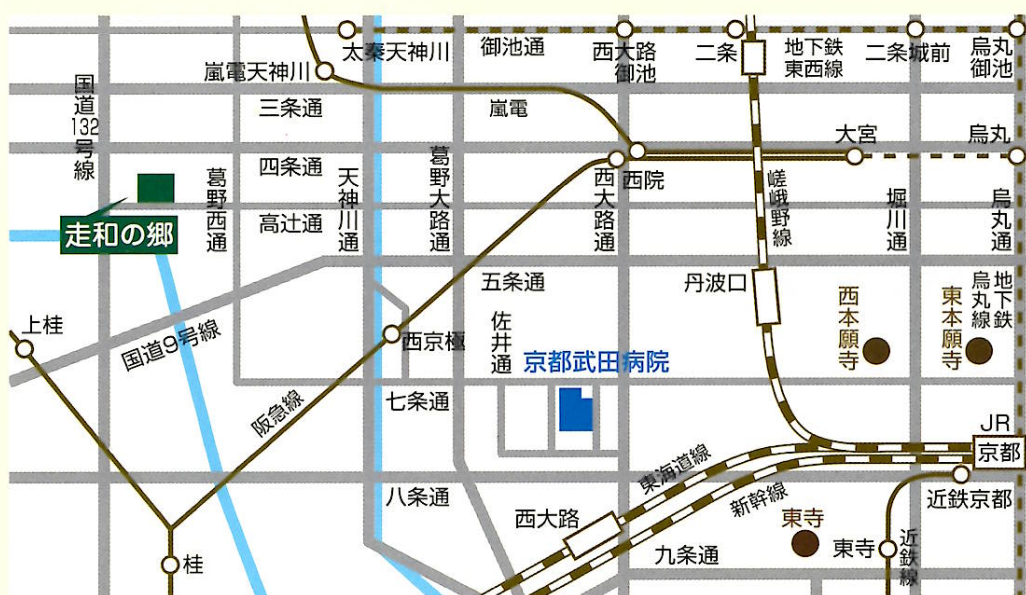 太秦天神川
御池通
西大路
御池
二条
地下鉄
東西線
二条城前
烏丸
御池
嵐電天神川
国道132号線
三条通
嵐電
大宮
烏丸
四条通
葛野西通
天神川通
葛野大路通
西大路通
西院
嵯峨野線
堀川通
烏丸通
走和の郷
高辻通
五条通
丹波口
西本願寺
東本願寺
地下鉄
烏丸線
上桂
国道9号線
西京極
佐井通
京都武田病院
阪急線
七条通
JR
京都
東海道線
八条通
西大路
新幹線
近鉄京都
東寺
東寺
近鉄線
九条通
桂